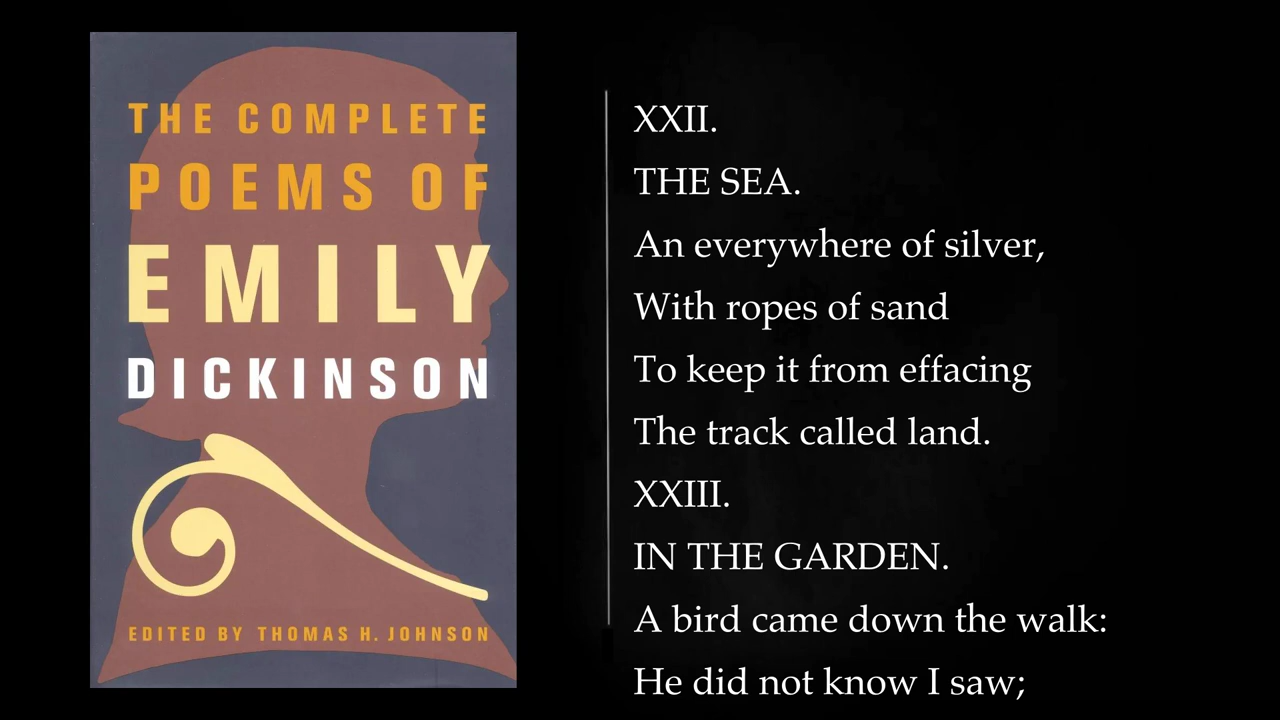 THE COMPLETE
POEMS OF
EMILY
DICKINSON
EDITED BY THOMAS H. JOHNSON
XXII.
THE SEA.
An everywhere of silver,
With ropes of sand
To keep it from effacing
The track called land.
XXIII.
IN THE GARDEN.
A bird came down the walk:
He did not know I saw;